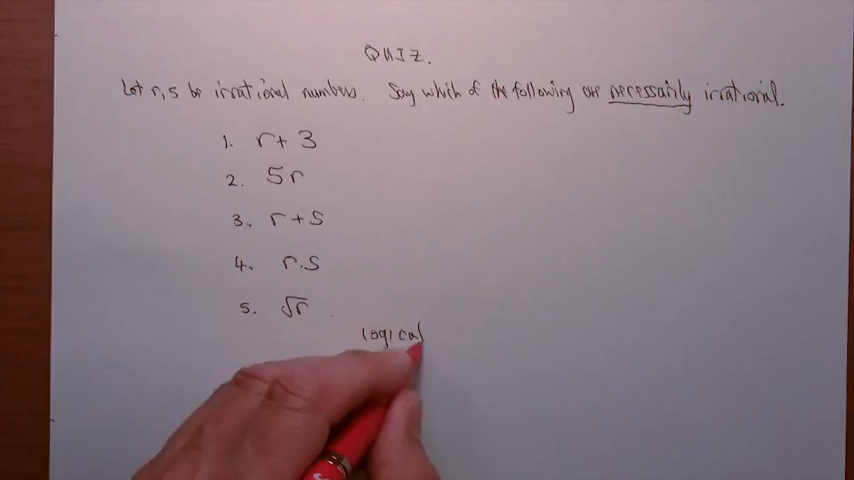 QUIZ.
Let r, s be irrational numbers. Say which of the following are necessarily irrational.
1. r + 3
2. 5r
3. r + s
4. r.s
5. √r .
logical